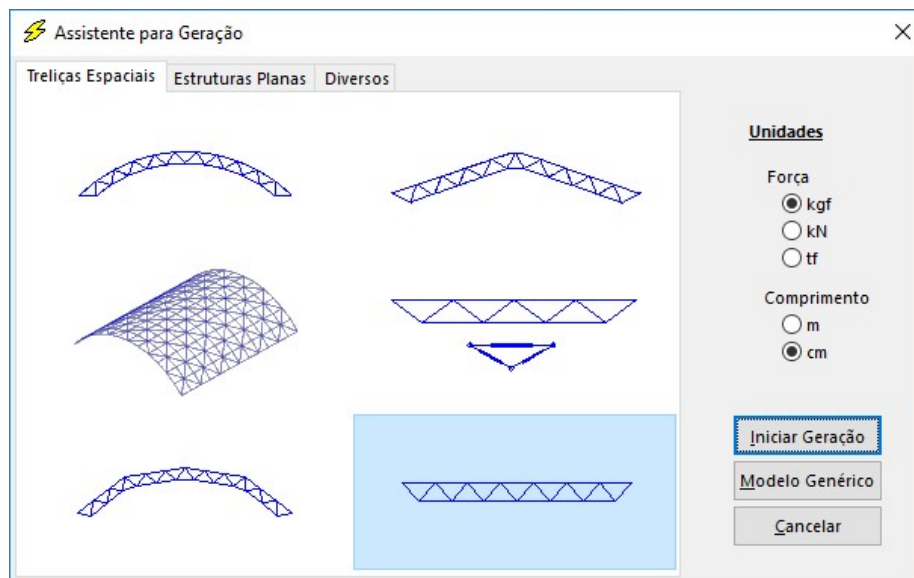 Assistente para Geração
Treliças Espaciais
Estruturas Planas
Diversos
Unidades
Força
kgf
kN
tf
Comprimento
m
cm
Iniciar Geração
Modelo Genérico
Cancelar